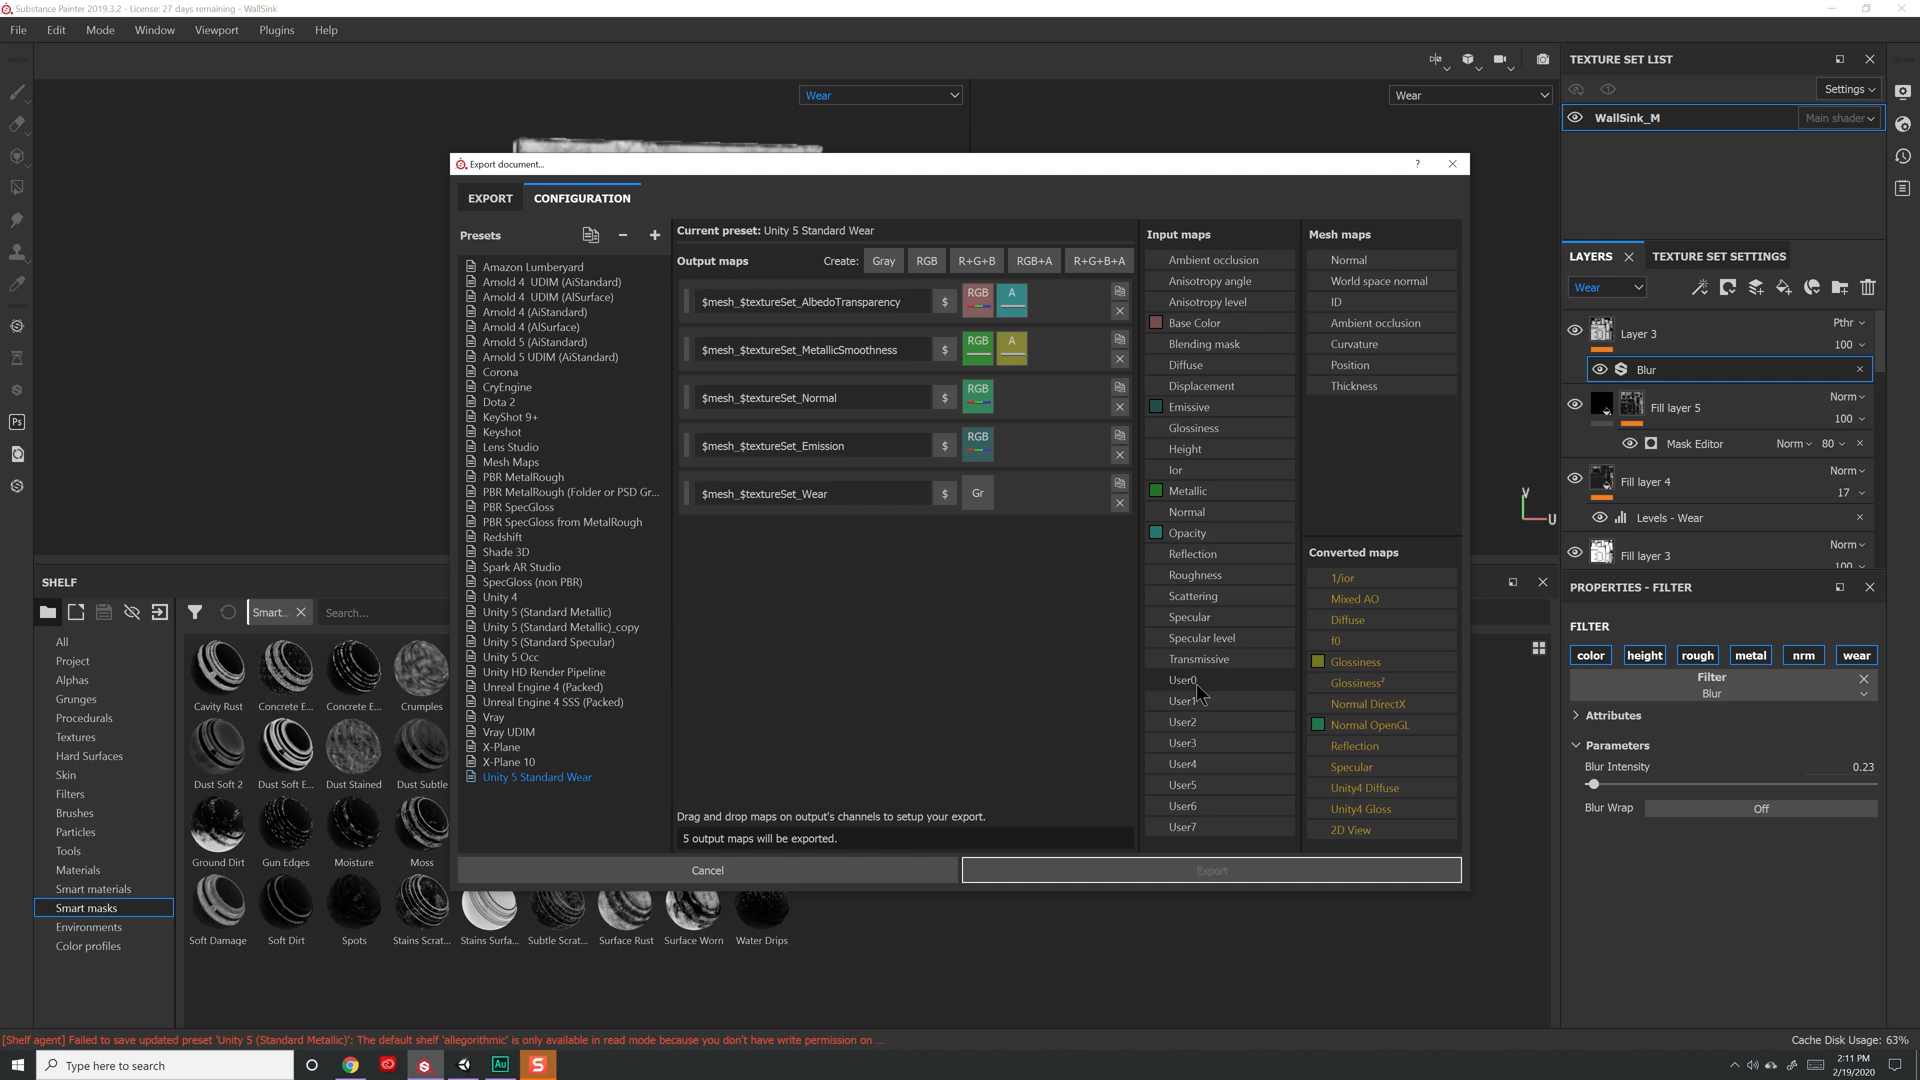 Substance Painter 2019.3.2 - License: 27 days remaining - WallSink
File Edit Mode Window Viewport Plugins Help
Wear
Wear
TEXTURE SET LIST
Settings
WallSink_M Main shader
LAYERS
TEXTURE SET SETTINGS
Wear
Layer 3 Pthr 100
Blur
Fill layer 5 Norm 100
Mask Editor Norm 80
Fill layer 4 Norm 17
Levels - Wear
Fill layer 3 Norm 100
PROPERTIES - FILTER
FILTER
color height rough metal nrm wear
Filter
Blur
Attributes
Parameters
Blur Intensity 0.23
Blur Wrap Off
Export document...
EXPORT CONFIGURATION
Presets
Amazon Lumberyard
Arnold 4 UDIM (AiStandard)
Arnold 4 UDIM (AlSurface)
Arnold 4 (AiStandard)
Arnold 4 (AlSurface)
Arnold 5 (AiStandard)
Arnold 5 UDIM (AiStandard)
Corona
CryEngine
Dota 2
KeyShot 9+
Keyshot
Lens Studio
Mesh Maps
PBR MetalRough
PBR MetalRough (Folder or PSD Gr...
PBR SpecGloss
PBR SpecGloss from MetalRough
Redshift
Shade 3D
Spark AR Studio
SpecGloss (non PBR)
Unity 4
Unity 5 (Standard Metallic)
Unity 5 (Standard Metallic)_copy
Unity 5 (Standard Specular)
Unity 5 Occ
Unity HD Render Pipeline
Unreal Engine 4 (Packed)
Unreal Engine 4 SSS (Packed)
Vray
Vray UDIM
X-Plane
X-Plane 10
Unity 5 Standard Wear
Current preset: Unity 5 Standard Wear
Output maps Create: Gray RGB R+G+B RGB+A R+G+B+A
$mesh_$textureSet_AlbedoTransparency $ RGB A
$mesh_$textureSet_MetallicSmoothness $ RGB A
$mesh_$textureSet_Normal $ RGB
$mesh_$textureSet_Emission $ RGB
$mesh_$textureSet_Wear $ Gr
Drag and drop maps on output's channels to setup your export.
5 output maps will be exported.
Input maps
Ambient occlusion
Anisotropy angle
Anisotropy level
Base Color
Blending mask
Diffuse
Displacement
Emissive
Glossiness
Height
Ior
Metallic
Normal
Opacity
Reflection
Roughness
Scattering
Specular
Specular level
Transmissive
User0
User1
User2
User3
User4
User5
User6
User7
Mesh maps
Normal
World space normal
ID
Ambient occlusion
Curvature
Position
Thickness
Converted maps
1/ior
Mixed AO
Diffuse
f0
Glossiness
Glossiness²
Normal DirectX
Normal OpenGL
Reflection
Specular
Unity4 Diffuse
Unity4 Gloss
2D View
Cancel Export
V
U
SHELF
Smart... Search...
All
Project
Alphas
Grunges
Procedurals
Textures
Hard Surfaces
Skin
Filters
Brushes
Particles
Tools
Materials
Smart materials
Smart masks
Environments
Color profiles
Cavity Rust Concrete E... Concrete E... Crumples
Dust Soft 2 Dust Soft E... Dust Stained Dust Subtle
Ground Dirt Gun Edges Moisture Moss
Soft Damage Soft Dirt Spots Stains Scrat... Stains Surfa... Subtle Scrat... Surface Rust Surface Worn Water Drips
[Shelf agent] Failed to save updated preset 'Unity 5 (Standard Metallic)': The default shelf 'allegorithmic' is only available in read mode because you don't have write permission on ...
Cache Disk Usage: 63%
Type here to search
Au
S
2:11 PM
2/19/2020
Ps